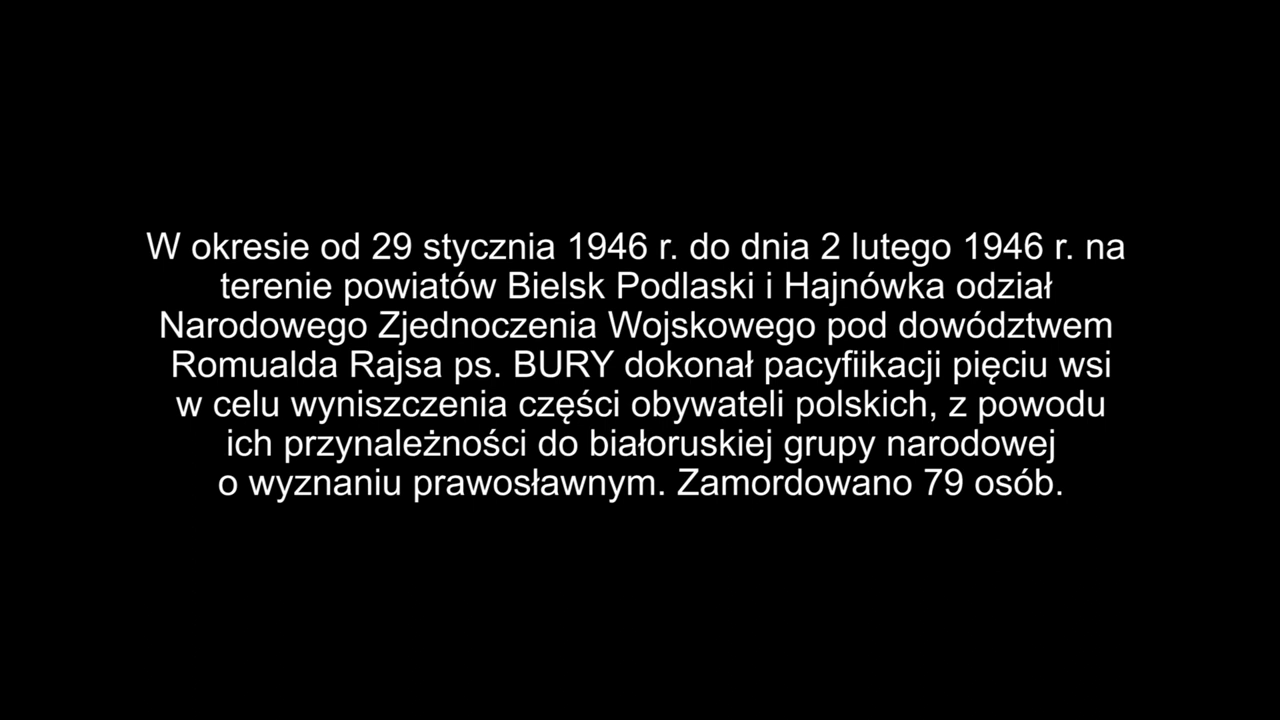 W okresie od 29 stycznia 1946 r. do dnia 2 lutego 1946 r. na
terenie powiatów Bielsk Podlaski i Hajnówka odział
Narodowego Zjednoczenia Wojskowego pod dowództwem
Romualda Rajsa ps. BURY dokonał pacyfiikacji pięciu wsi
w celu wyniszczenia części obywateli polskich, z powodu
ich przynależności do białoruskiej grupy narodowej
o wyznaniu prawosławnym. Zamordowano 79 osób.